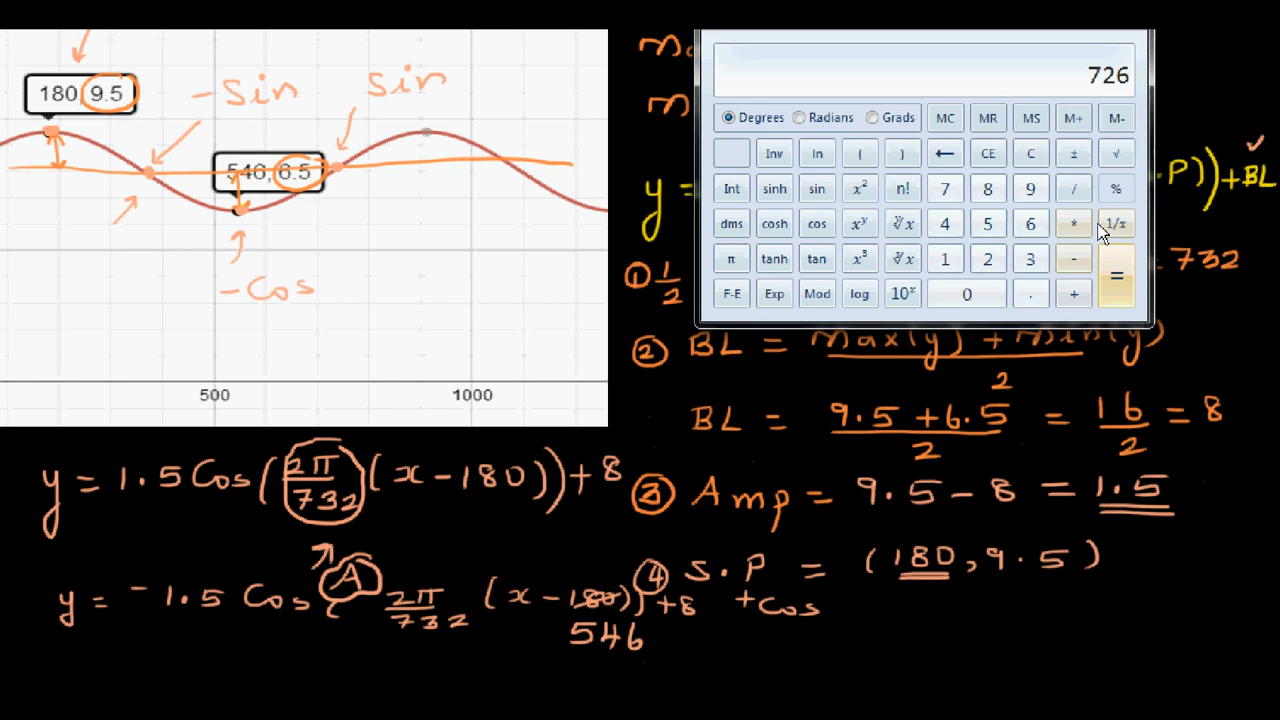 180, 9.5
- Sin
Sin
546, 6.5
- Cos
500
1000
726
Degrees Radians Grads MC MR MS M+ M-
Inv ln ( ) ← CE C ± √
Int sinh sin x² n! 7 8 9 / %
dms cosh cos xʸ ʸ√x 4 5 6 * 1/x
π tanh tan x³ ³√x 1 2 3 - =
F-E Exp Mod log 10ˣ 0 . +
y =
.P))+BL
① 1/2
732
② BL = max(y) + min(y) / 2
BL = 9.5 + 6.5 / 2 = 16 / 2 = 8
③ Amp = 9.5 - 8 = 1.5
④ S.P = (180, 9.5)
+Cos
y = 1.5 Cos(2π/732 (x - 180)) + 8
A
y = -1.5 Cos( 2π/732 (x - 180)) +8
546